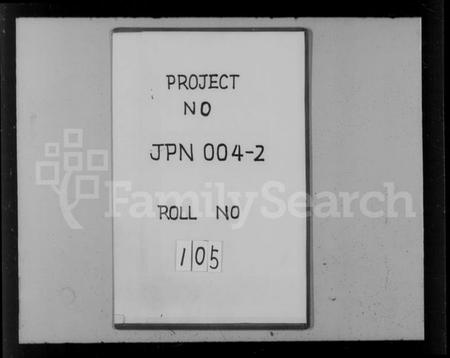 PROJECT
NO
JPN 004-2
FamilySearch
ROLL NO
105